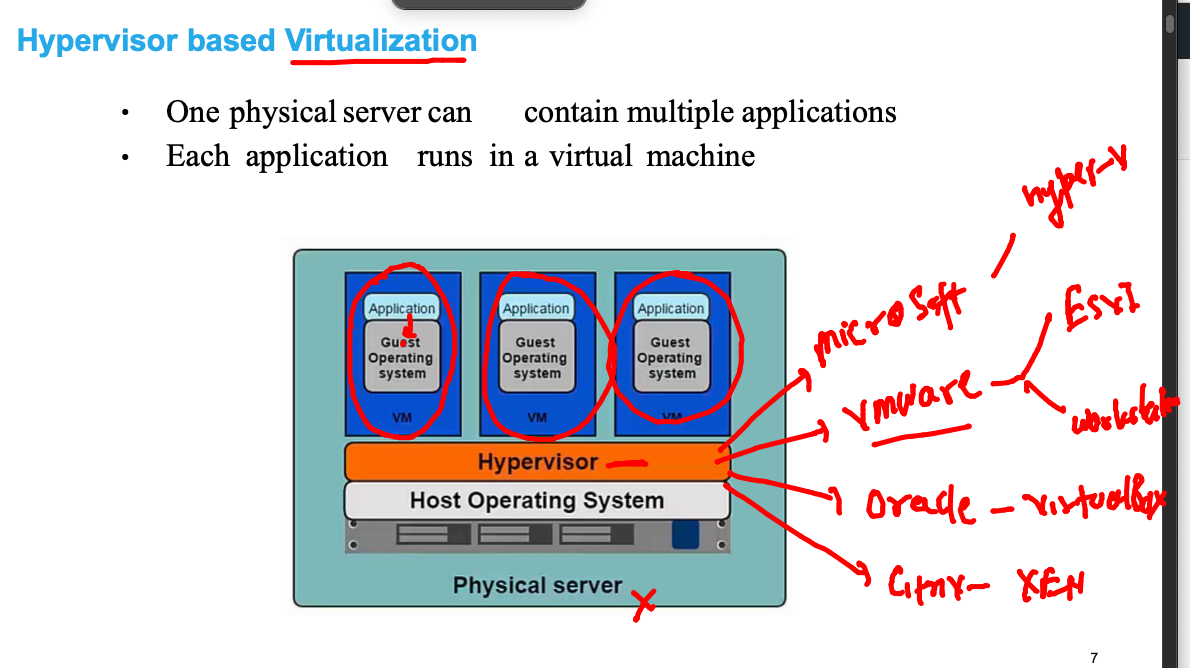 Hypervisor based Virtualization
• One physical server can contain multiple applications
• Each application runs in a virtual machine
Hyper-V
Application Application Application
Guest Guest Guest
Operating Operating Operating
system system system
VM VM VM
Microsoft
ESXI
VMware
Hypervisor
Host Operating System
Oracle - VirtualBox
Physical server
Citrix - XEN
7